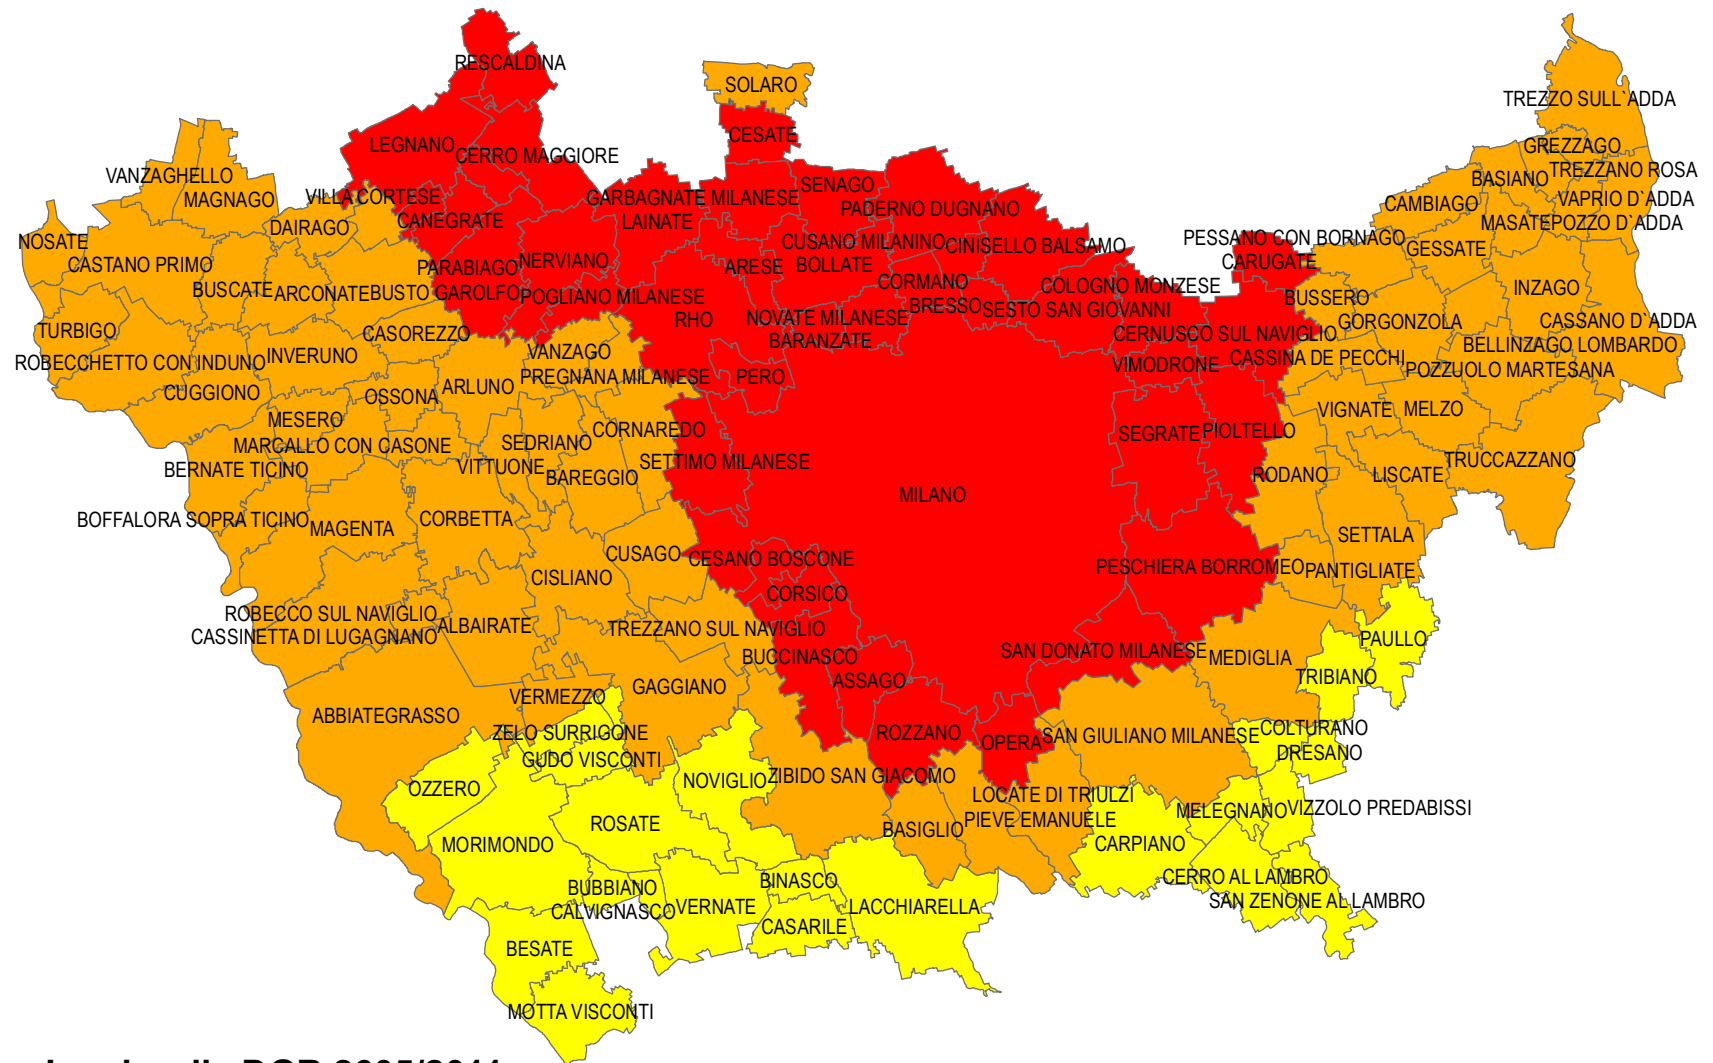 RESCALDINA
SOLARO
TREZZO SULL`ADDA
CESATE
LEGNANO
CERRO MAGGIORE
GREZZAGO
TREZZANO ROSA
VANZAGHELLO
BASIANO
MAGNAGO
VILLA CORTESE
GARBAGNATE MILANESE
SENAGO
VAPRIO D`ADDA
CAMBIAGO
CANEGRATE
LAINATE
PADERNO DUGNANO
MASATE
POZZO D`ADDA
DAIRAGO
NOSATE
CUSANO MILANINO
CINISELLO BALSAMO
PESSANO CON BORNAGO
GESSATE
CASTANO PRIMO
PARABIAGO
NERVIANO
ARESE
BOLLATE
CARUGATE
BUSCATE
ARCONATE
BUSTO GAROLFO
POGLIANO MILANESE
CORMANO
COLOGNO MONZESE
BUSSERO
INZAGO
TURBIGO
CASOREZZO
RHO
NOVATE MILANESE
BRESSO
SESTO SAN GIOVANNI
GORGONZOLA
CASSANO D`ADDA
BARANZATE
CERNUSCO SUL NAVIGLIO
BELLINZAGO LOMBARDO
ROBECCHETTO CON INDUNO
INVERUNO
VANZAGO
VIMODRONE
CASSINA DE PECCHI
POZZUOLO MARTESANA
CUGGIONO
OSSONA
ARLUNO
PREGNANA MILANESE
PERO
MESERO
VIGNATE
MELZO
MARCALLO CON CASONE
SEDRIANO
CORNAREDO
SEGRATE
PIOLTELLO
BERNATE TICINO
VITTUONE
BAREGGIO
SETTIMO MILANESE
RODANO
LISCATE
TRUCCAZZANO
MILANO
BOFFALORA SOPRA TICINO
MAGENTA
CORBETTA
SETTALA
CUSAGO
CESANO BOSCONE
PESCHIERA BORROMEO
PANTIGLIATE
CISLIANO
CORSICO
ROBECCO SUL NAVIGLIO
CASSINETTA DI LUGAGNANO
ALBAIRATE
TREZZANO SUL NAVIGLIO
PAULLO
BUCCINASCO
SAN DONATO MILANESE
MEDIGLIA
ASSAGO
TRIBIANO
VERMEZZO
GAGGIANO
ABBIATEGRASSO
ZELO SURRIGONE
ROZZANO
OPERA
SAN GIULIANO MILANESE
COLTURANO
GUDO VISCONTI
DRESANO
OZZERO
NOVIGLIO
ZIBIDO SAN GIACOMO
LOCATE DI TRIULZI
MELEGNANO
VIZZOLO PREDABISSI
ROSATE
BASIGLIO
PIEVE EMANUELE
MORIMONDO
CARPIANO
BUBBIANO
BINASCO
CERRO AL LAMBRO
CALVIGNASCO
VERNATE
LACCHIARELLA
SAN ZENONE AL LAMBRO
CASARILE
BESATE
MOTTA VISCONTI